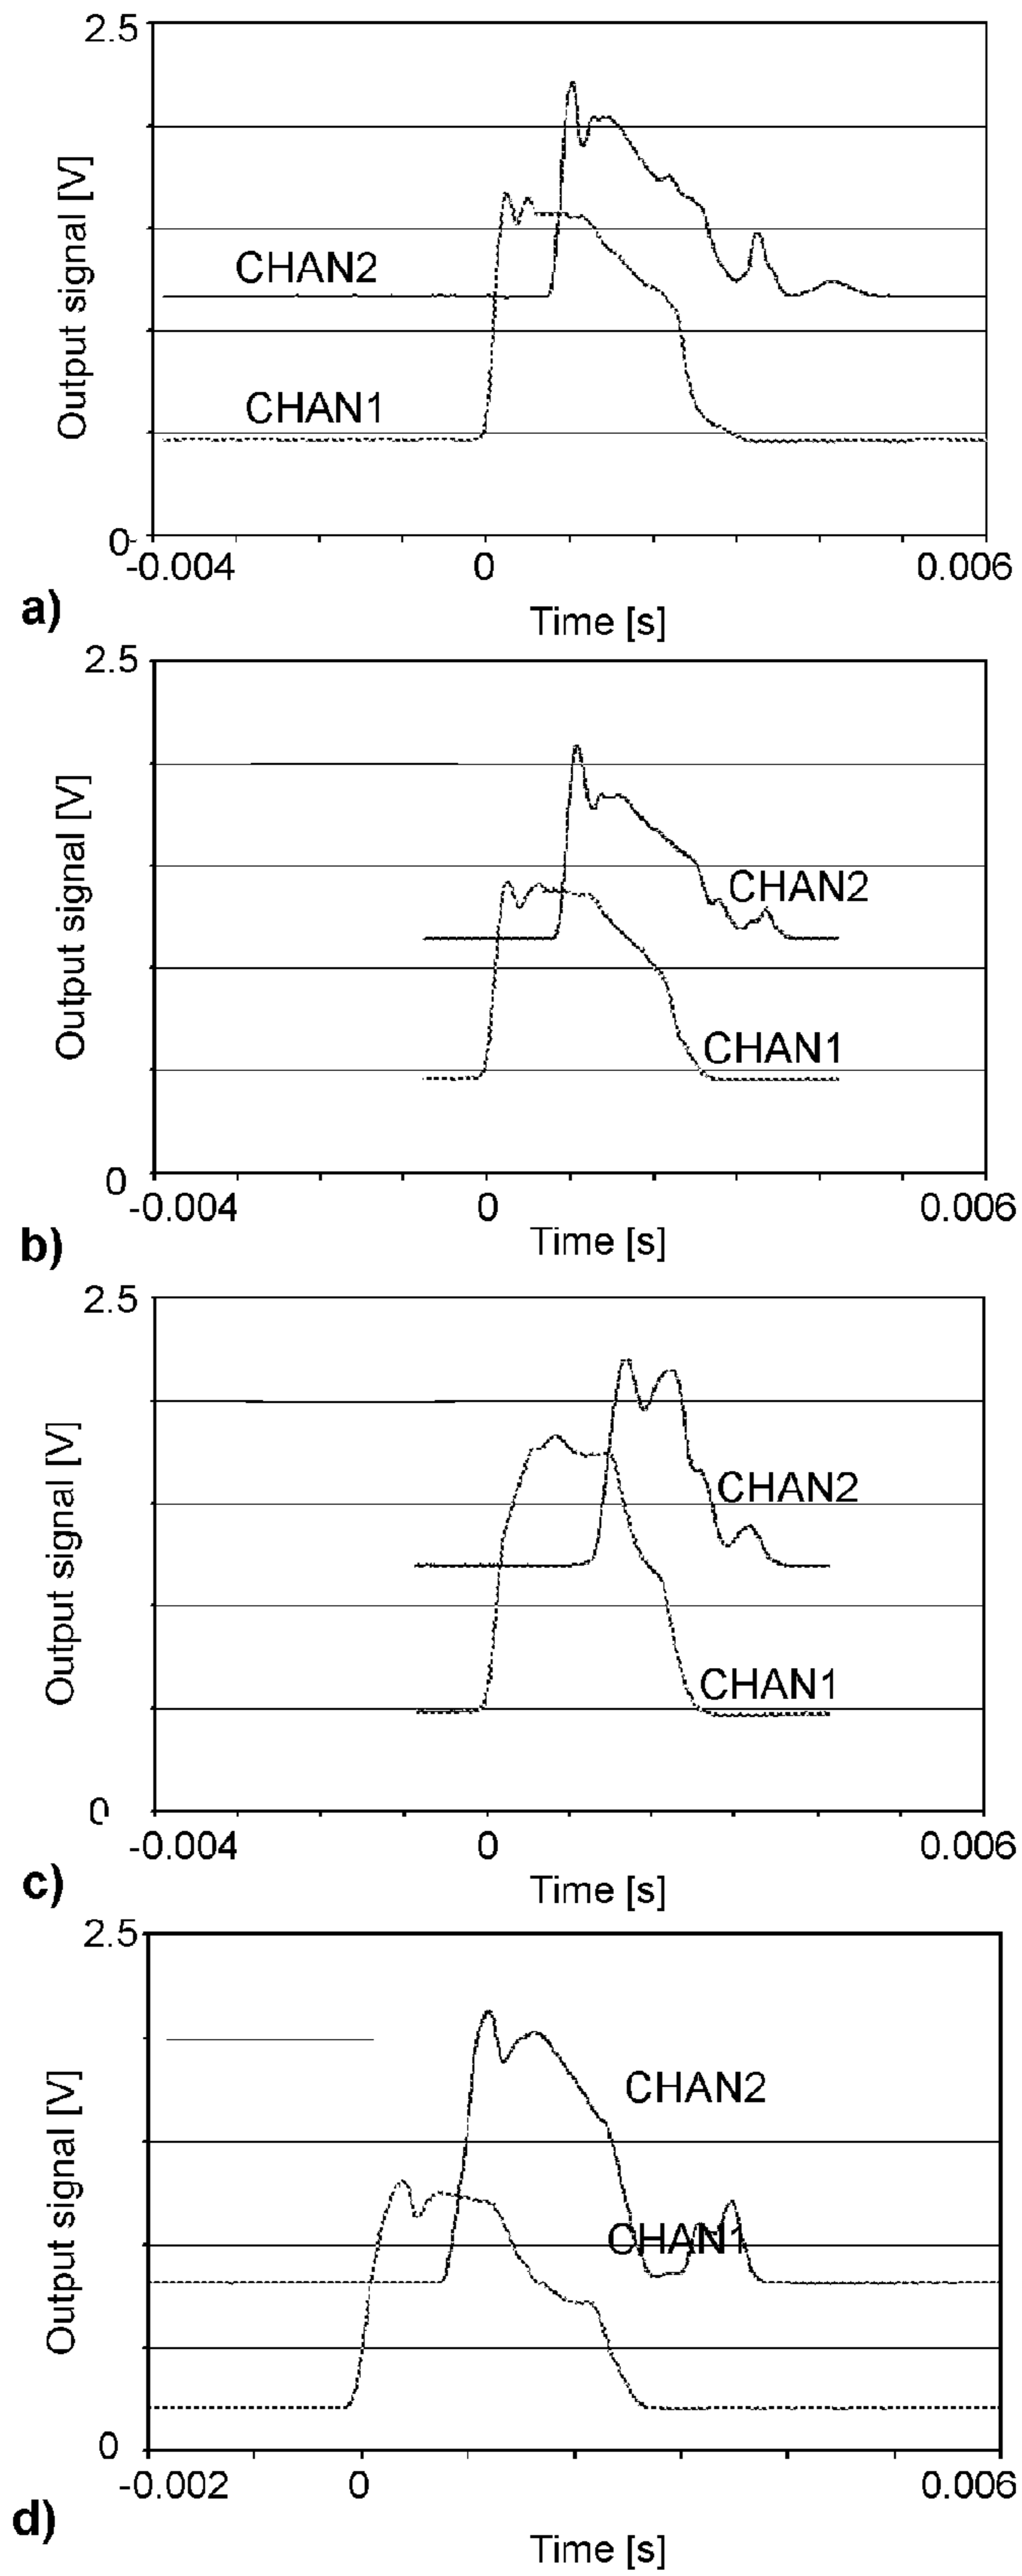 2.5
Output signal [V]
CHAN2
CHAN1
0
-0.004 0 0.006
a)
Time [s]
2.5
Output signal [V]
CHAN2
CHAN1
0
-0.004 0 0.006
b)
Time [s]
2.5
Output signal [V]
CHAN2
CHAN1
0
-0.004 0 0.006
c)
Time [s]
2.5
Output signal [V]
CHAN2
CHAN1
0
-0.002 0 0.006
d)
Time [s]